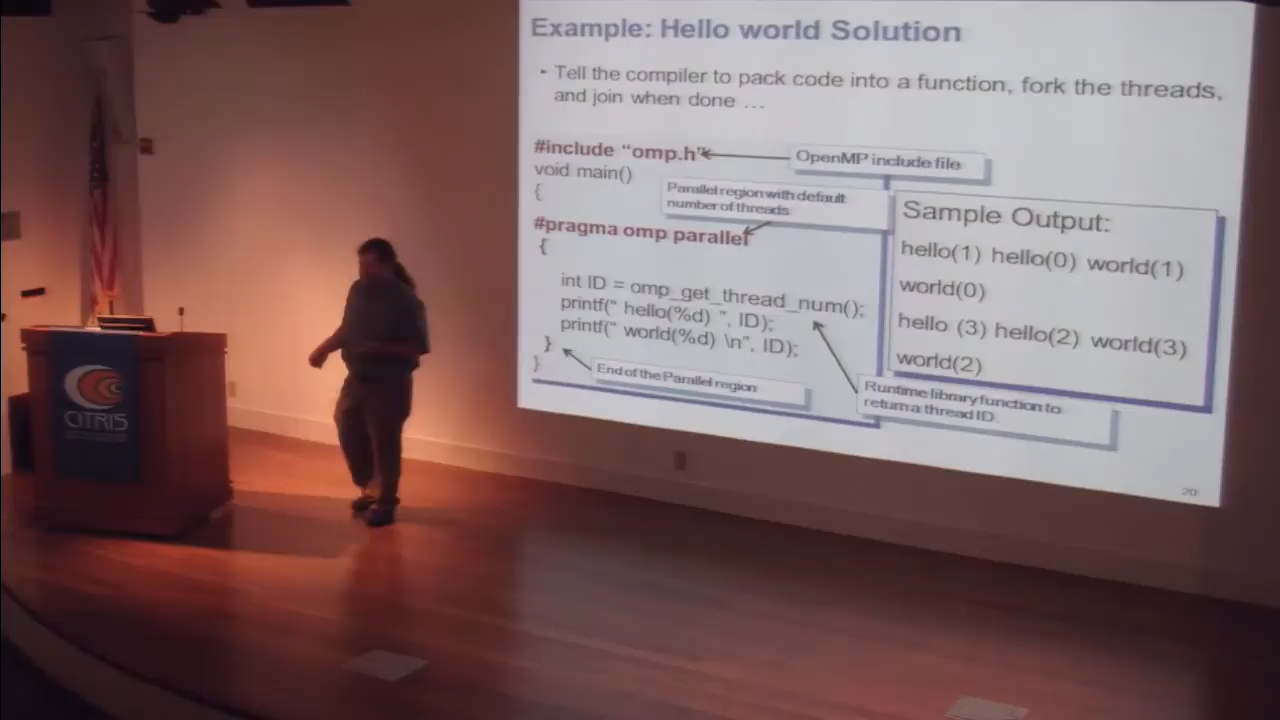 Example: Hello world Solution
• Tell the compiler to pack code into a function, fork the threads,
and join when done ...
#include “omp.h”
OpenMP include file
void main()
{
Parallel region with default
number of threads
#pragma omp parallel
{
int ID = omp_get_thread_num();
printf(“ hello(%d) ”, ID);
printf(“ world(%d) \n”, ID);
}
}
End of the Parallel region
Sample Output:
hello(1) hello(0) world(1)
world(0)
hello (3) hello(2) world(3)
world(2)
Runtime library function to
return a thread ID.
20
CITRIS